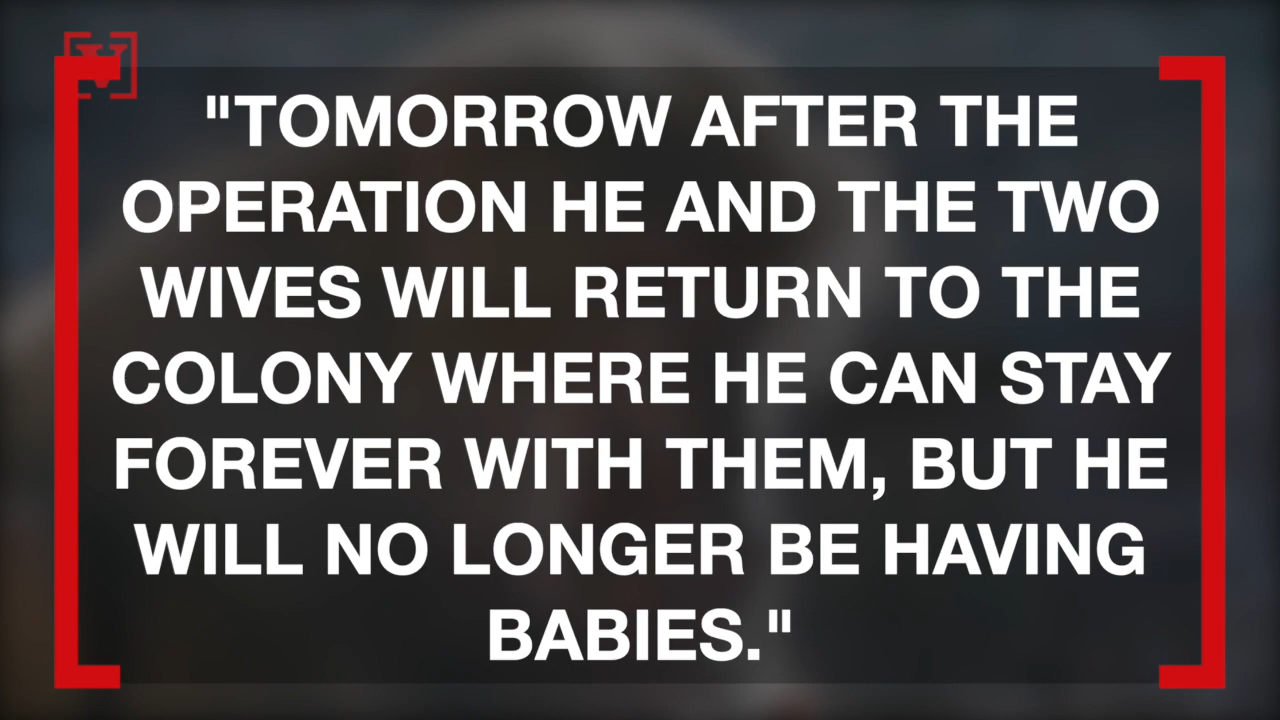 "TOMORROW AFTER THE
OPERATION HE AND THE TWO
WIVES WILL RETURN TO THE
COLONY WHERE HE CAN STAY
FOREVER WITH THEM, BUT HE
WILL NO LONGER BE HAVING
BABIES."